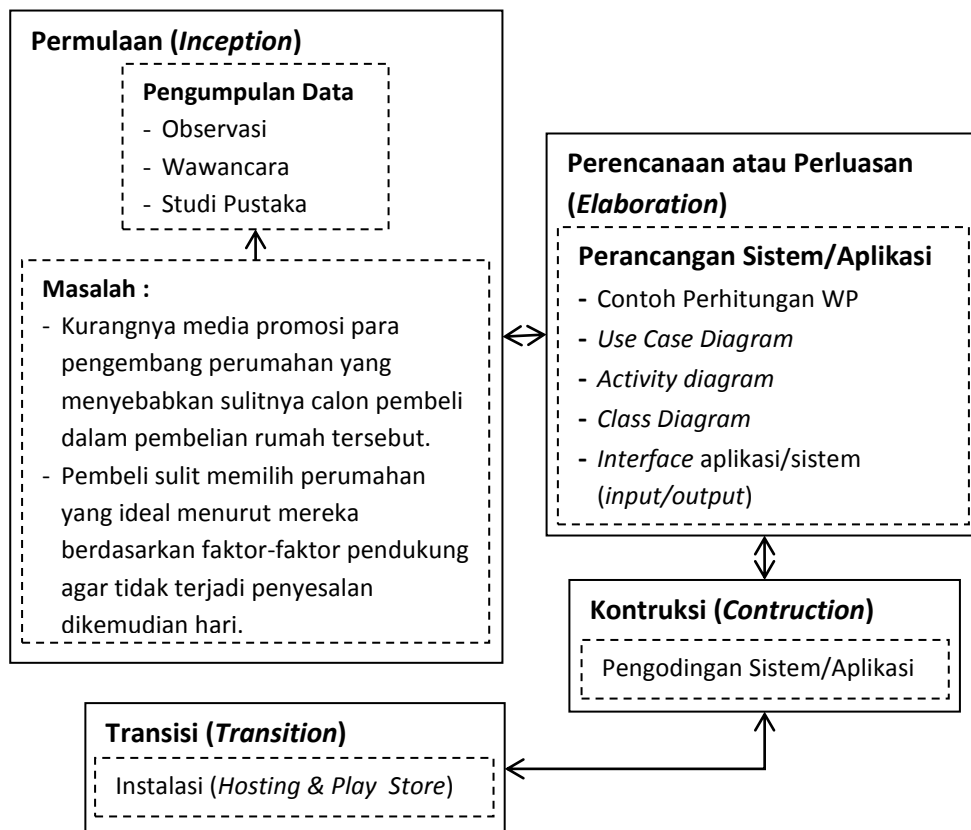 Permulaan (Inception)
Pengumpulan Data
- Observasi
- Wawancara
- Studi Pustaka
Masalah :
- Kurangnya media promosi para
pengembang perumahan yang
menyebabkan sulitnya calon pembeli
dalam pembelian rumah tersebut.
- Pembeli sulit memilih perumahan
yang ideal menurut mereka
berdasarkan faktor-faktor pendukung
agar tidak terjadi penyesalan
dikemudian hari.
Perencanaan atau Perluasan
(Elaboration)
Perancangan Sistem/Aplikasi
- Contoh Perhitungan WP
- Use Case Diagram
- Activity diagram
- Class Diagram
- Interface aplikasi/sistem
(input/output)
Kontruksi (Contruction)
Pengodingan Sistem/Aplikasi
Transisi (Transition)
Instalasi (Hosting & Play Store)